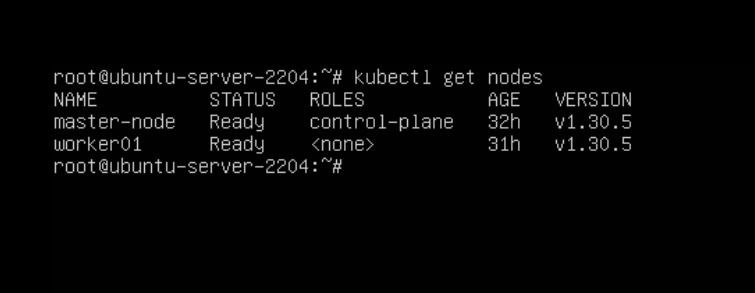 root@ubuntu-server-2204:~# kubectl get nodes
NAME          STATUS   ROLES           AGE   VERSION
master-node   Ready    control-plane   32h   v1.30.5
worker01      Ready    <none>          31h   v1.30.5
root@ubuntu-server-2204:~#